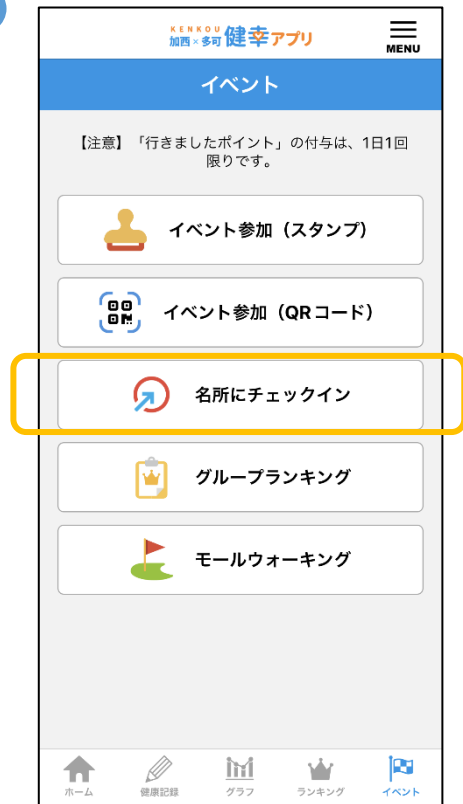 KENKOU
加西×多可 健幸アプリ
MENU
イベント
【注意】「行きましたポイント」の付与は、1日1回
限りです。
イベント参加（スタンプ）
イベント参加（QRコード）
名所にチェックイン
グループランキング
モールウォーキング
ホーム
健康記録
グラフ
ランキング
イベント